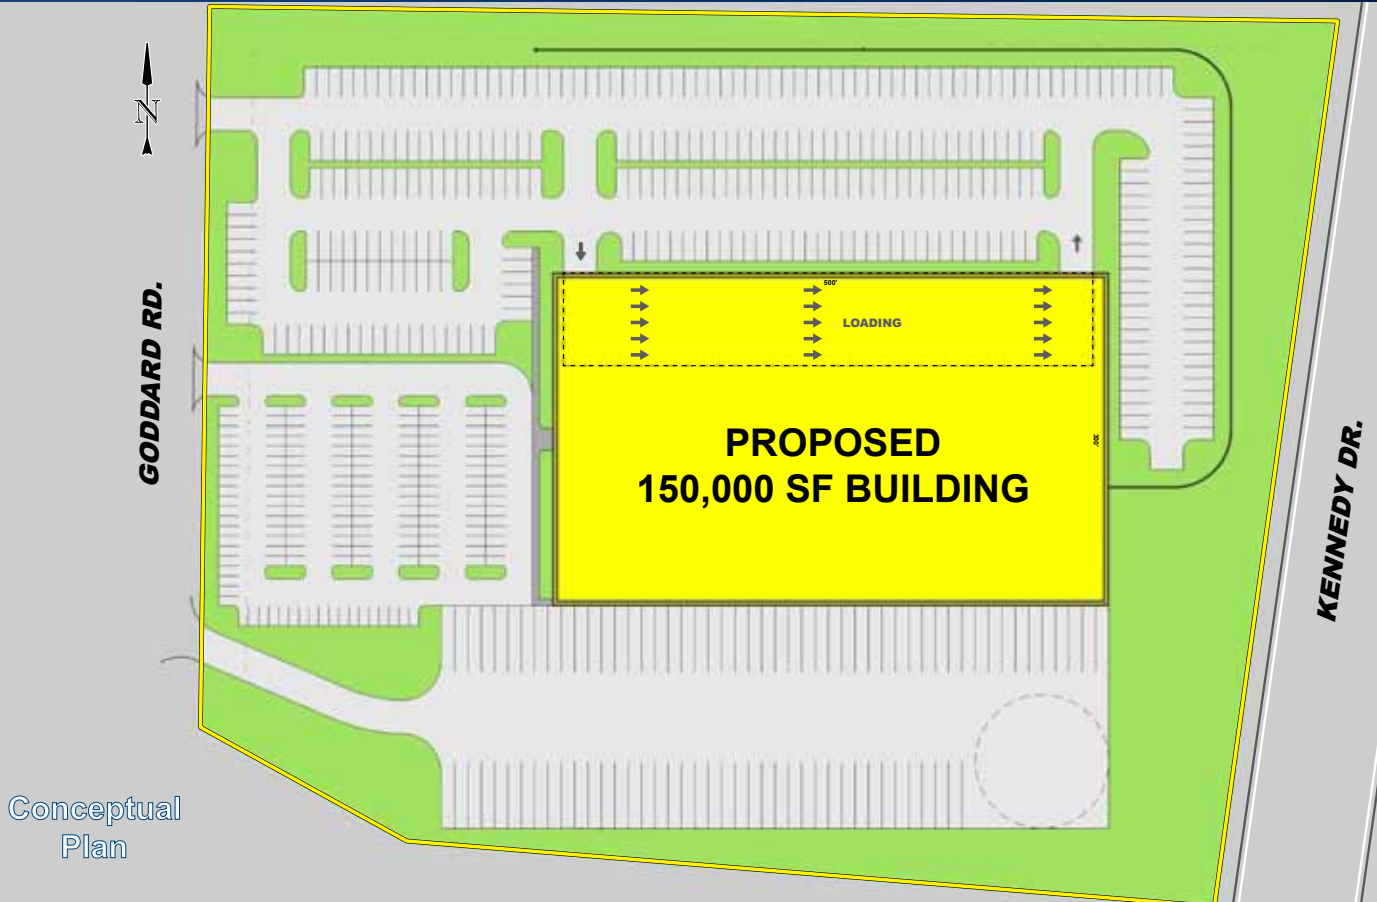 N
GODDARD RD.
500'
LOADING
300'
PROPOSED
150,000 SF BUILDING
KENNEDY DR.
Conceptual
Plan